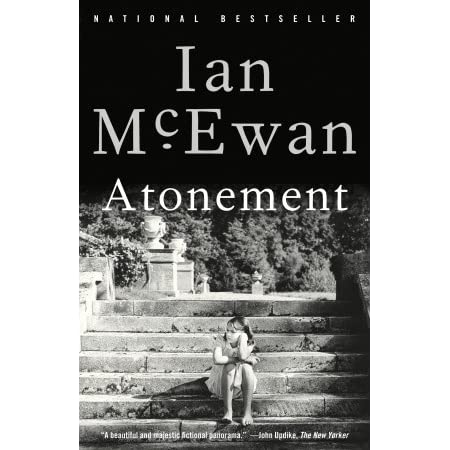 NATIONAL BESTSELLER
Ian
McEwan
Atonement
"A beautiful and majestic fictional panorama." —John Updike, The New Yorker